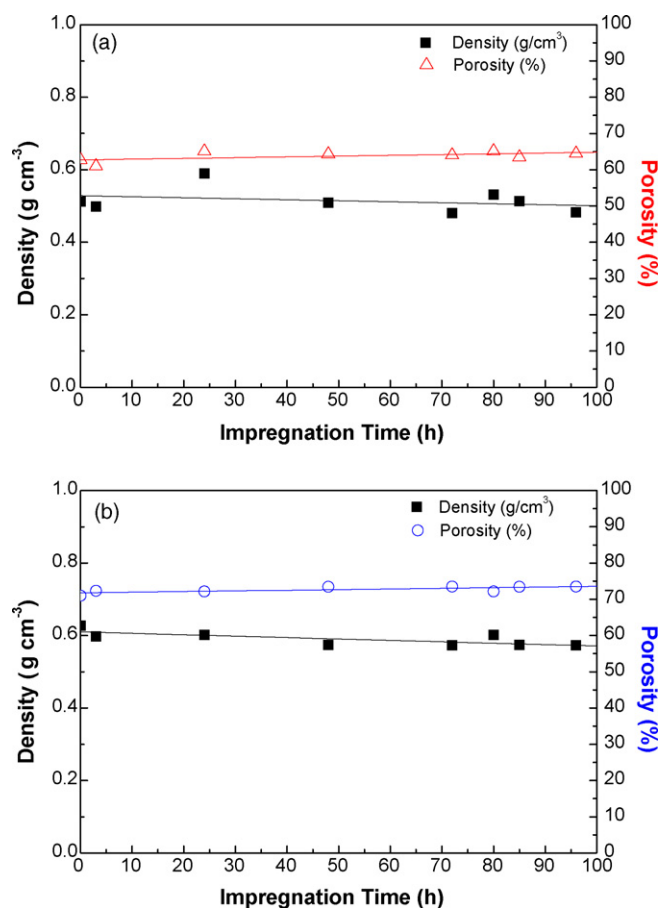 (a)
Density (g/cm³)
Porosity (%)
1.0
0.8
0.6
0.4
0.2
0.0
Density (g cm⁻³)
100
90
80
70
60
50
40
30
20
10
0
Porosity (%)
0 10 20 30 40 50 60 70 80 90 100
Impregnation Time (h)
(b)
Density (g/cm³)
Porosity (%)
1.0
0.8
0.6
0.4
0.2
0.0
Density (g cm⁻³)
100
90
80
70
60
50
40
30
20
10
0
Porosity (%)
0 10 20 30 40 50 60 70 80 90 100
Impregnation Time (h)